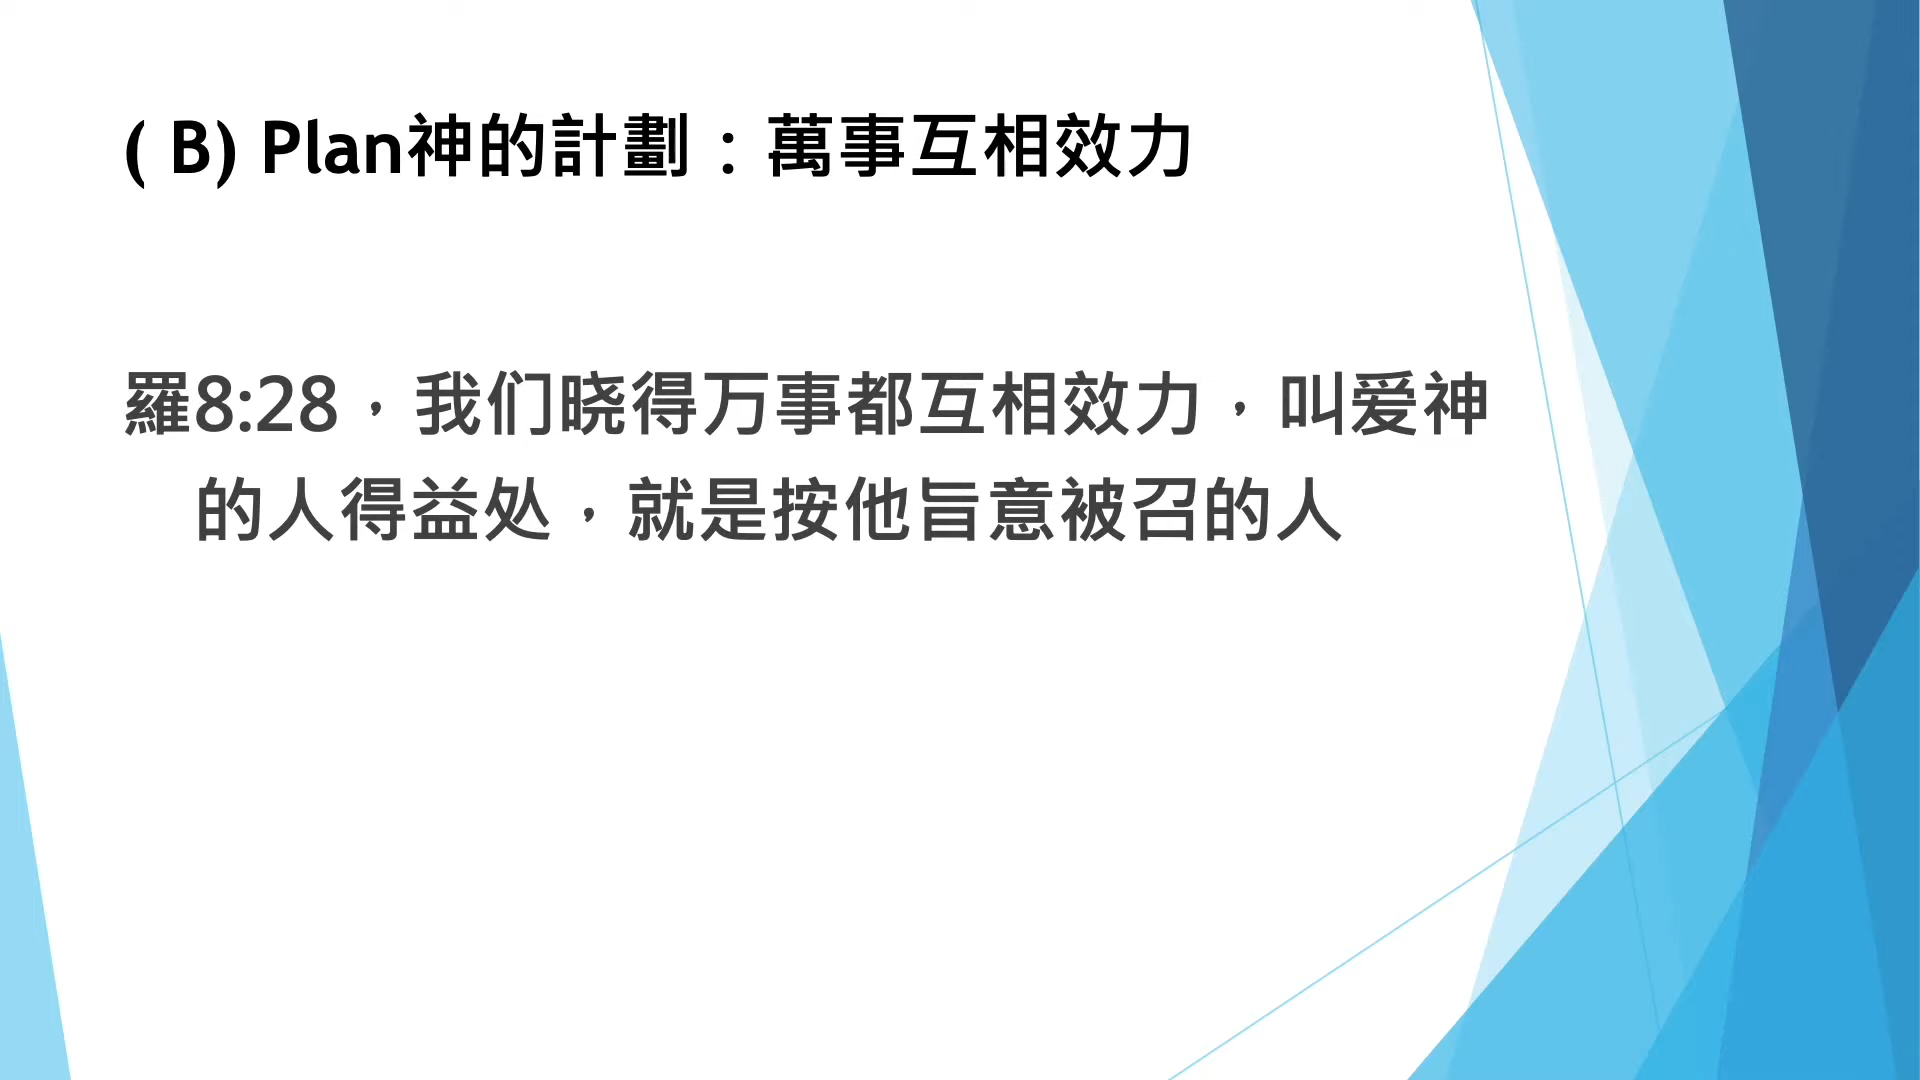 ( B) Plan神的計劃：萬事互相效力
羅8:28，我们晓得万事都互相效力，叫爱神
的人得益处，就是按他旨意被召的人